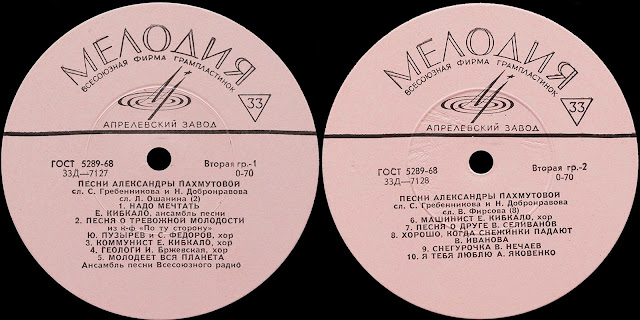 МЕЛОДИЯ
ВСЕСОЮЗНАЯ ФИРМА ГРАМПЛАСТИНОК
33
АПРЕЛЕВСКИЙ ЗАВОД
ГОСТ 5289-68
33Д—7127
Вторая гр.-1
0-70
ПЕСНИ АЛЕКСАНДРЫ ПАХМУТОВОЙ
сл. С. Гребенникова и Н. Добронравова
сл. Л. Ошанина (2)
1. НАДО МЕЧТАТЬ
Е. КИБКАЛО, ансамбль песни
2. ПЕСНЯ О ТРЕВОЖНОЙ МОЛОДОСТИ
из к-ф «По ту сторону»
Ю. ПУЗЫРЕВ и С. ФЕДОРОВ, хор
3. КОММУНИСТ Е. КИБКАЛО, хор
4. ГЕОЛОГИ И. Бржевская, хор
5. МОЛОДЕЕТ ВСЯ ПЛАНЕТА
Ансамбль песни Всесоюзного радио
МЕЛОДИЯ
ВСЕСОЮЗНАЯ ФИРМА ГРАМПЛАСТИНОК
33
АПРЕЛЕВСКИЙ ЗАВОД
ГОСТ 5289-68
33Д—7128
Вторая гр.-2
0-70
ПЕСНИ АЛЕКСАНДРЫ ПАХМУТОВОЙ
сл. С. Гребенникова и Н. Добронравова
сл. В. Фирсова (8)
6. МАШИНИСТ Е. КИБКАЛО, хор
7. ПЕСНЯ О ДРУГЕ В. СЕЛИВАНОВ
8. ХОРОШО, КОГДА СНЕЖИНКИ ПАДАЮТ
В. ИВАНОВА
9. СНЕГУРОЧКА В. НЕЧАЕВ
10. Я ТЕБЯ ЛЮБЛЮ А. ЯКОВЕНКО